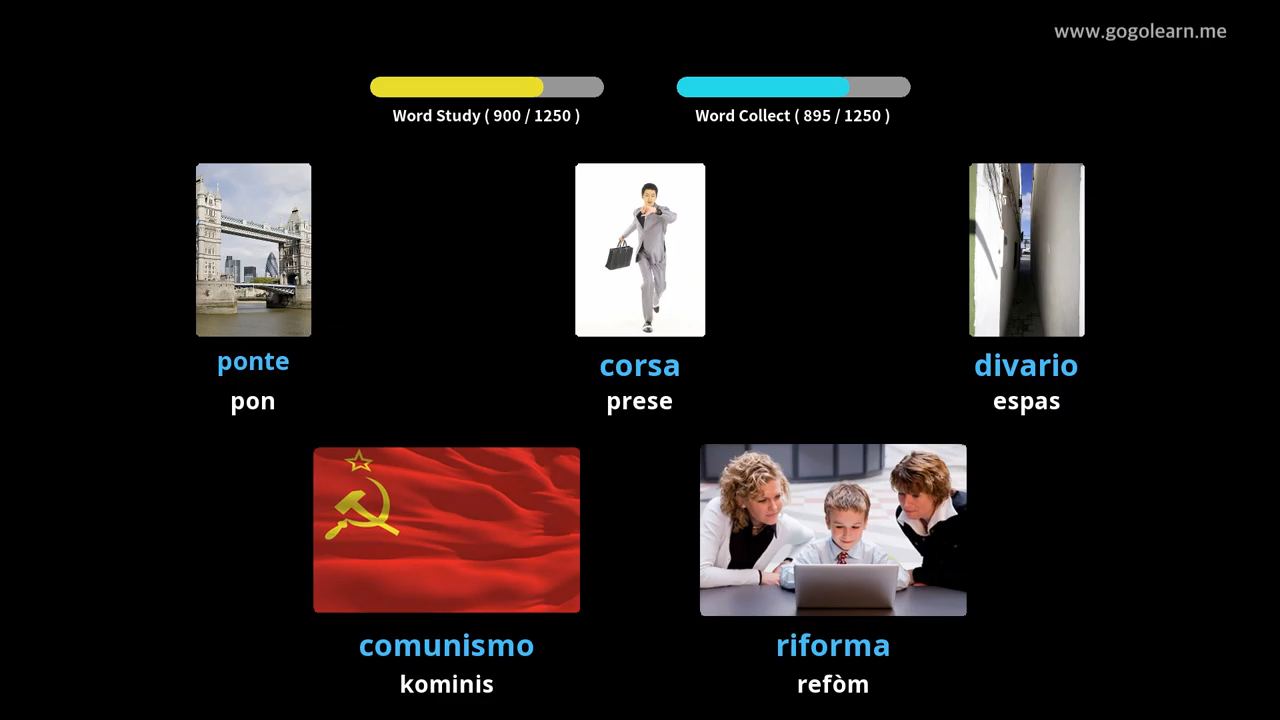 www.gogolearn.me
Word Study ( 900 / 1250 )
Word Collect ( 895 / 1250 )
ponte
pon
corsa
prese
divario
espas
comunismo
kominis
riforma
refòm